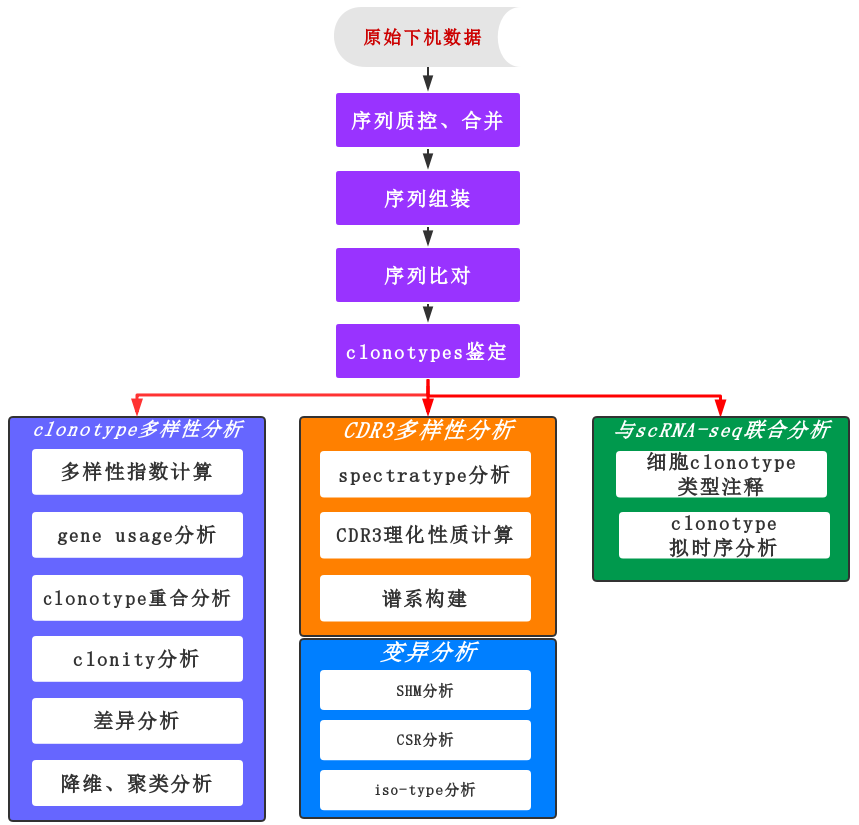 原始下机数据
序列质控、合并
序列组装
序列比对
clonotypes鉴定
clonotype多样性分析
多样性指数计算
gene usage分析
clonotype重合分析
clonity分析
差异分析
降维、聚类分析
CDR3多样性分析
spectratype分析
CDR3理化性质计算
谱系构建
变异分析
SHM分析
CSR分析
iso-type分析
与scRNA-seq联合分析
细胞clonotype
类型注释
clonotype
拟时序分析